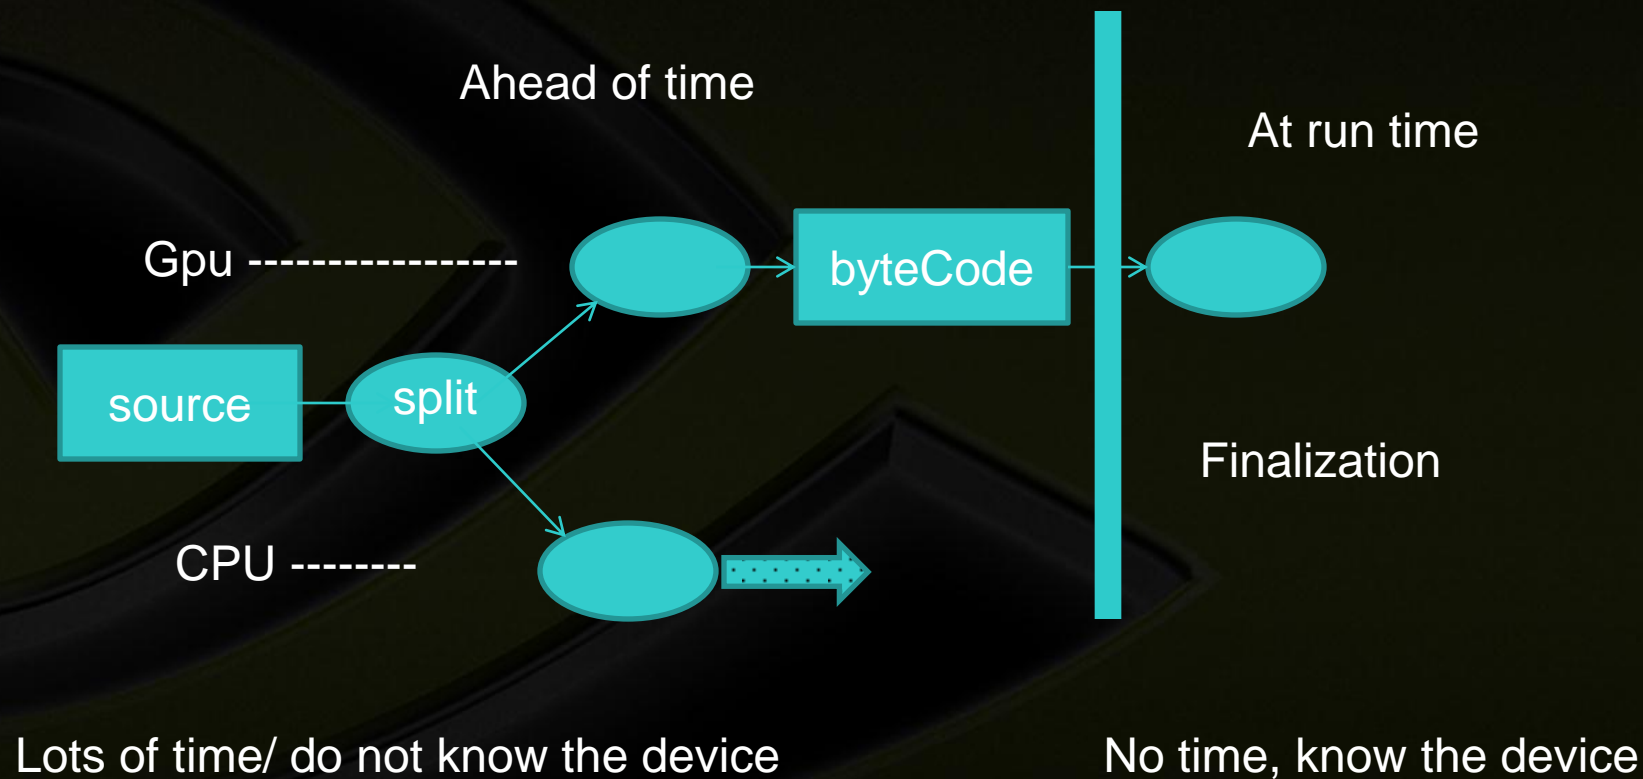 Ahead of time
At run time
Gpu -----------------
byteCode
source
split
Finalization
CPU --------
Lots of time/ do not know the device
No time, know the device